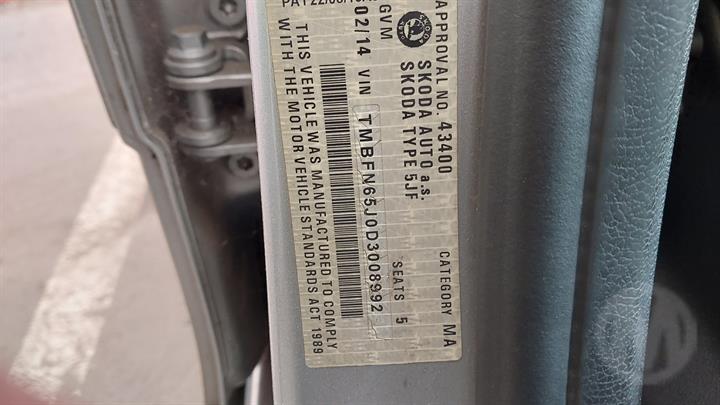 APPROVAL NO. 43400
SKODA AUTO a.s.
SKODA TYPE 5JF
CATEGORY MA
GVM
SEATS 5
02/14 VIN TMBFN65J0D3008992
THIS VEHICLE WAS MANUFACTURED TO COMPLY
WITH THE MOTOR VEHICLE STANDARDS ACT 1989